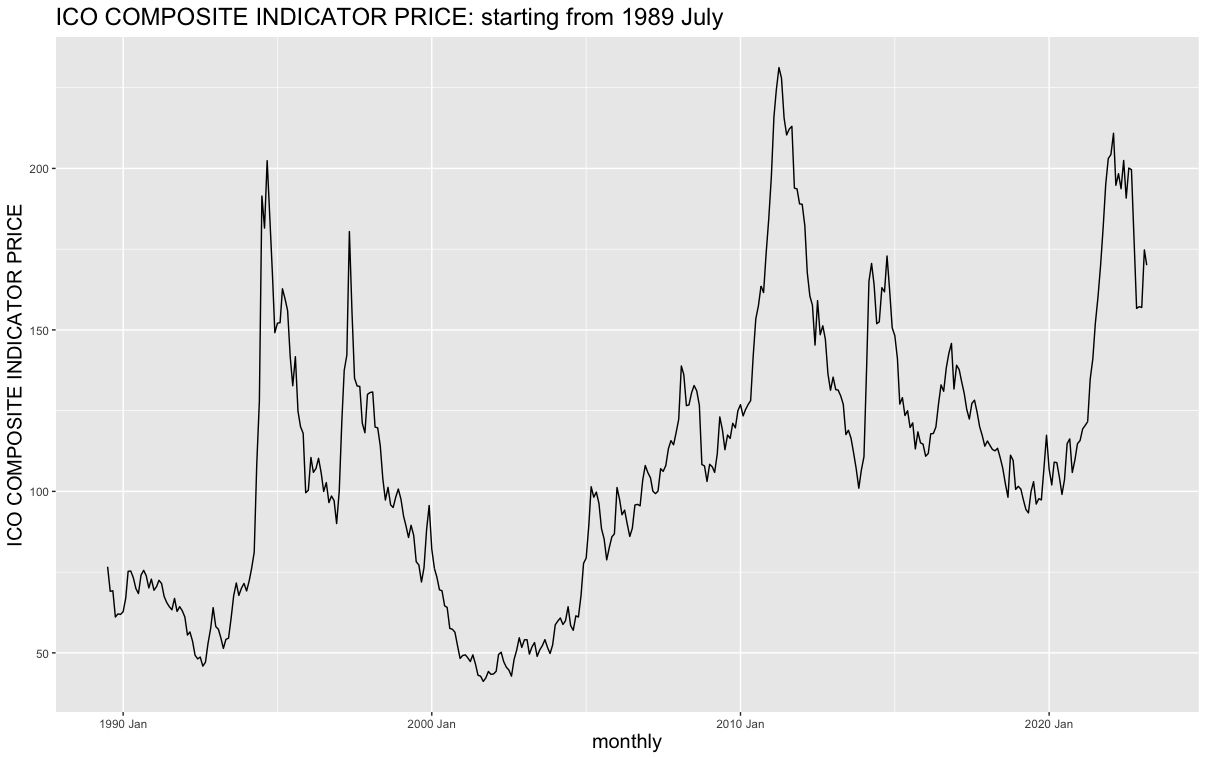 ICO COMPOSITE INDICATOR PRICE: starting from 1989 July
ICO COMPOSITE INDICATOR PRICE
200
150
100
50
1990 Jan
2000 Jan
2010 Jan
2020 Jan
monthly